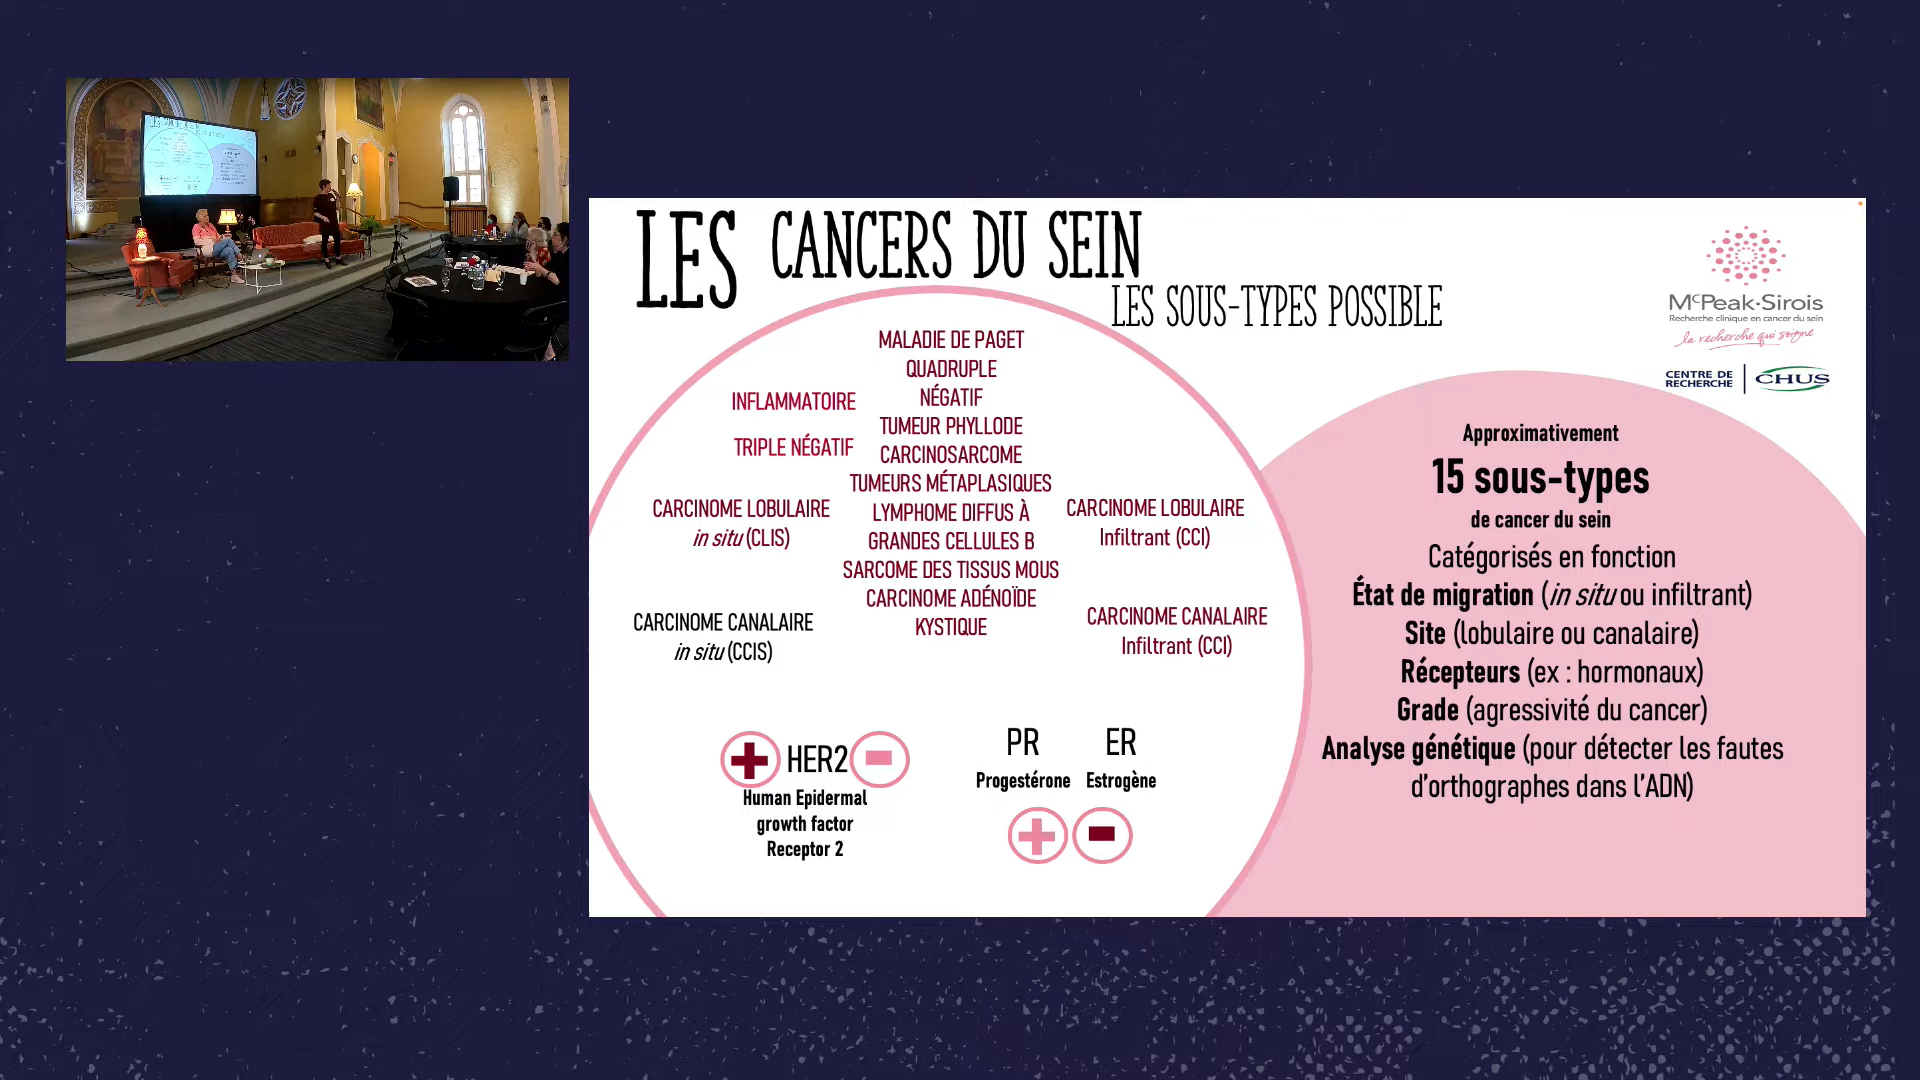 LES CANCERS DU SEIN
LES SOUS-TYPES POSSIBLE
McPeak·Sirois
Recherche clinique en cancer du sein
la recherche qui soigne
CENTRE DE
RECHERCHE
CHUS
MALADIE DE PAGET
QUADRUPLE
NÉGATIF
TUMEUR PHYLLODE
CARCINOSARCOME
TUMEURS MÉTAPLASIQUES
LYMPHOME DIFFUS À
GRANDES CELLULES B
SARCOME DES TISSUS MOUS
CARCINOME ADÉNOÏDE
KYSTIQUE
INFLAMMATOIRE
TRIPLE NÉGATIF
CARCINOME LOBULAIRE
in situ (CLIS)
CARCINOME CANALAIRE
in situ (CCIS)
CARCINOME LOBULAIRE
Infiltrant (CCI)
CARCINOME CANALAIRE
Infiltrant (CCI)
HER2
Human Epidermal
growth factor
Receptor 2
PR ER
Progestérone Estrogène
Approximativement
15 sous-types
de cancer du sein
Catégorisés en fonction
État de migration (in situ ou infiltrant)
Site (lobulaire ou canalaire)
Récepteurs (ex : hormonaux)
Grade (agressivité du cancer)
Analyse génétique (pour détecter les fautes
d'orthographes dans l'ADN)